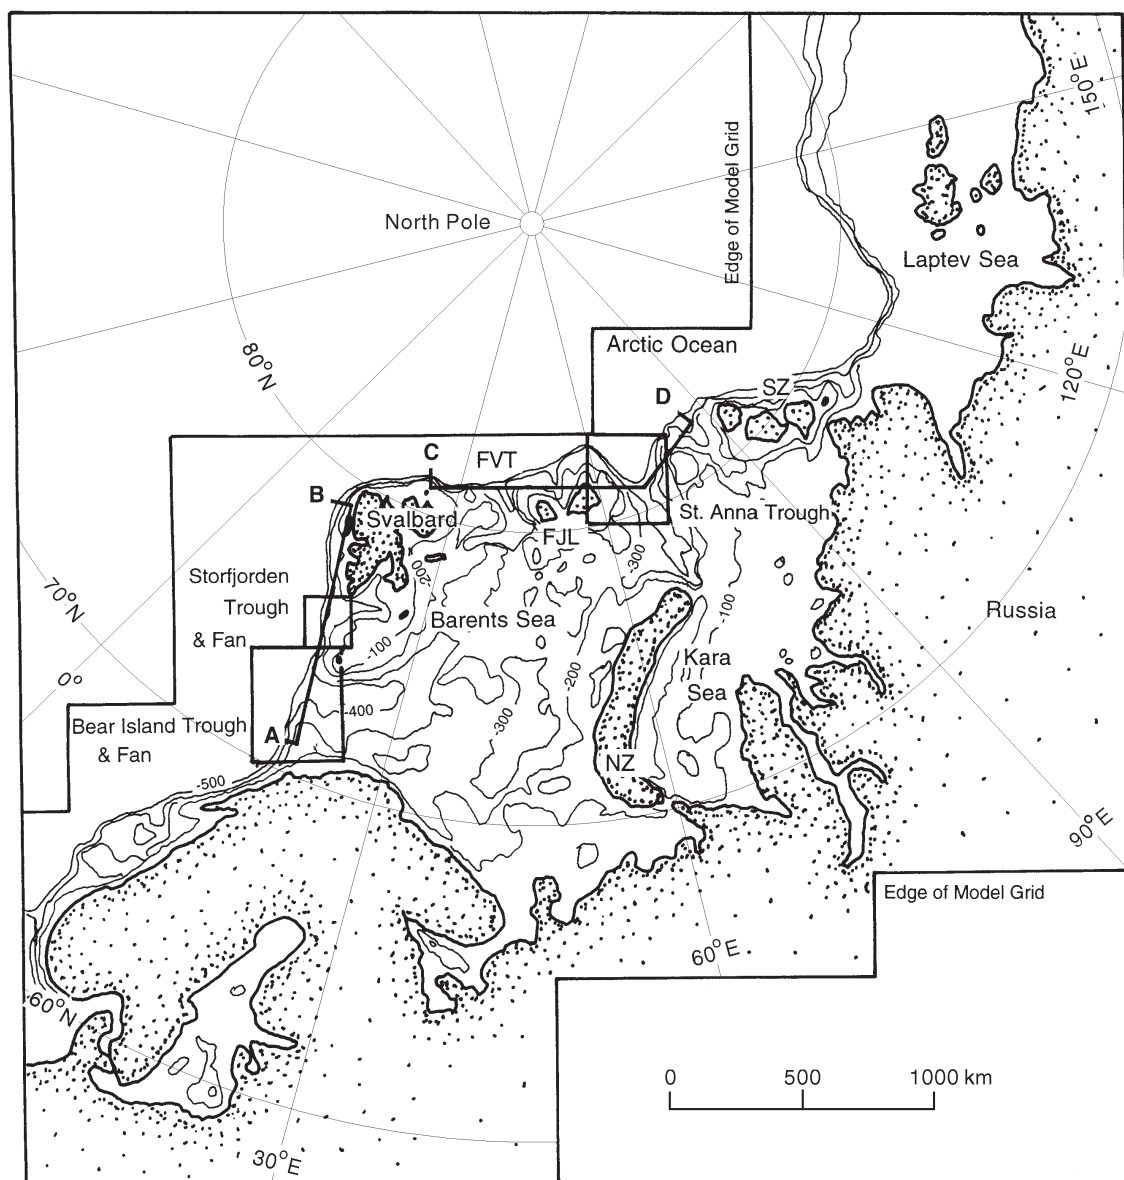 150°E
Edge of Model Grid
North Pole
Laptev Sea
80°N
Arctic Ocean
120°E
SZ
D
C
FVT
B
Svalbard
St. Anna Trough
FJL
-300
-200
Storfjorden
Trough
& Fan
70°N
-100
Barents Sea
Russia
-100
Kara
Sea
-200
0°
-400
-300
Bear Island Trough
& Fan
A
NZ
-500
90°E
Edge of Model Grid
60°E
60°N
0 500 1000 km
30°E